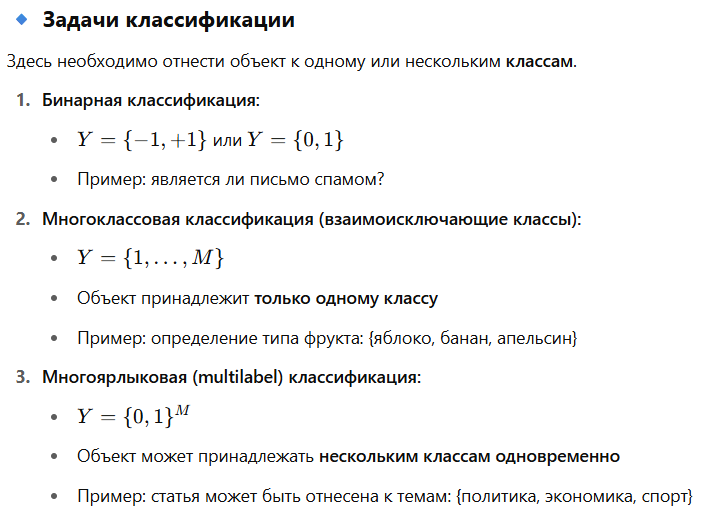 Задачи классификации
Здесь необходимо отнести объект к одному или нескольким классам.
1. Бинарная классификация:
• Y = {−1, +1} или Y = {0, 1}
• Пример: является ли письмо спамом?
2. Многоклассовая классификация (взаимоисключающие классы):
• Y = {1, . . . , M}
• Объект принадлежит только одному классу
• Пример: определение типа фрукта: {яблоко, банан, апельсин}
3. Многоярлыковая (multilabel) классификация:
• Y = {0, 1}^M
• Объект может принадлежать нескольким классам одновременно
• Пример: статья может быть отнесена к темам: {политика, экономика, спорт}